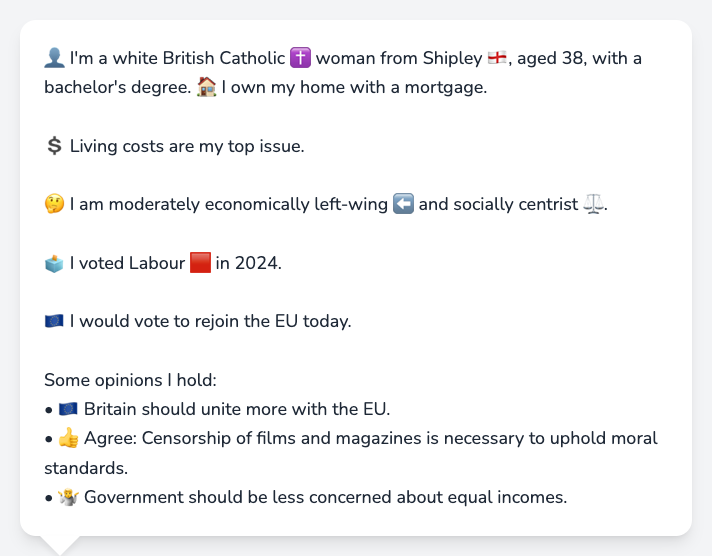 👤 I'm a white British Catholic ✝️ woman from Shipley 🏴󠁧󠁢󠁥󠁮󠁧󠁿, aged 38, with a
bachelor's degree. 🏠 I own my home with a mortgage.
💲 Living costs are my top issue.
🤔 I am moderately economically left-wing ⬅️ and socially centrist ⚖️.
🗳️ I voted Labour 🟥 in 2024.
🇪🇺 I would vote to rejoin the EU today.
Some opinions I hold:
• 🇪🇺 Britain should unite more with the EU.
• 👍 Agree: Censorship of films and magazines is necessary to uphold moral
standards.
• 🤷 Government should be less concerned about equal incomes.